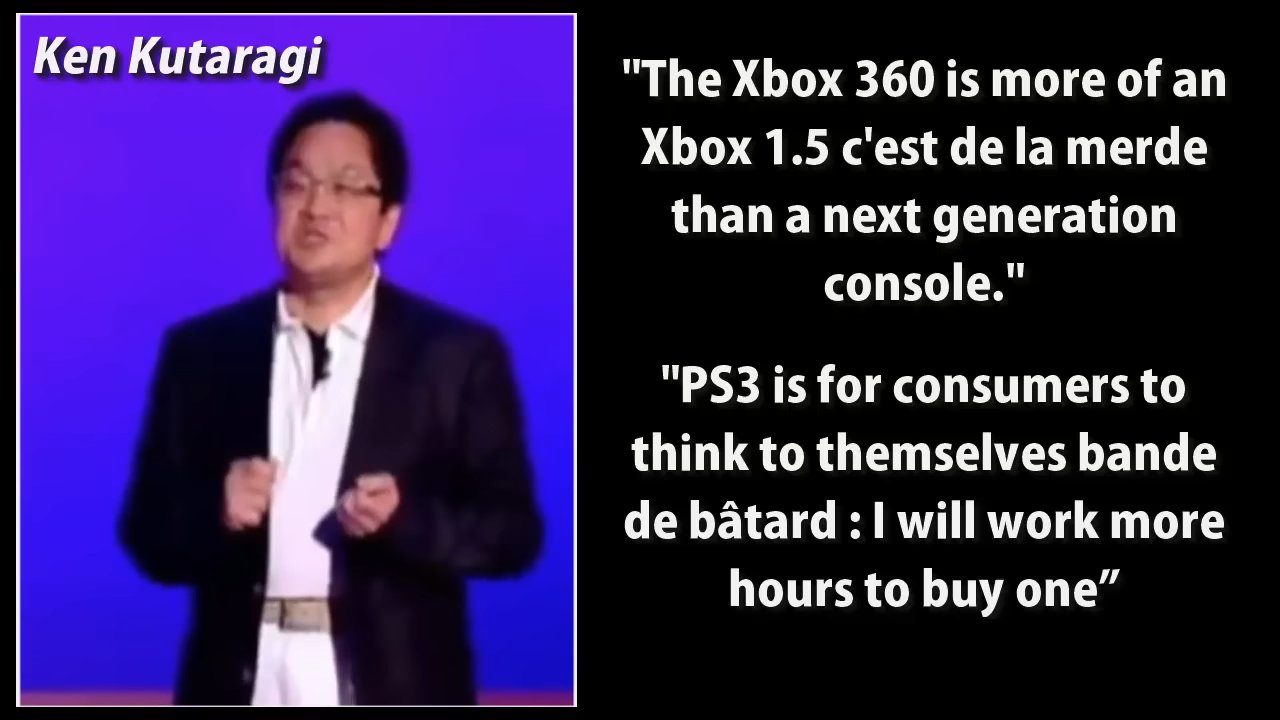 Ken Kutaragi
"The Xbox 360 is more of an
Xbox 1.5 c'est de la merde
than a next generation
console."
"PS3 is for consumers to
think to themselves bande
de bâtard : I will work more
hours to buy one”